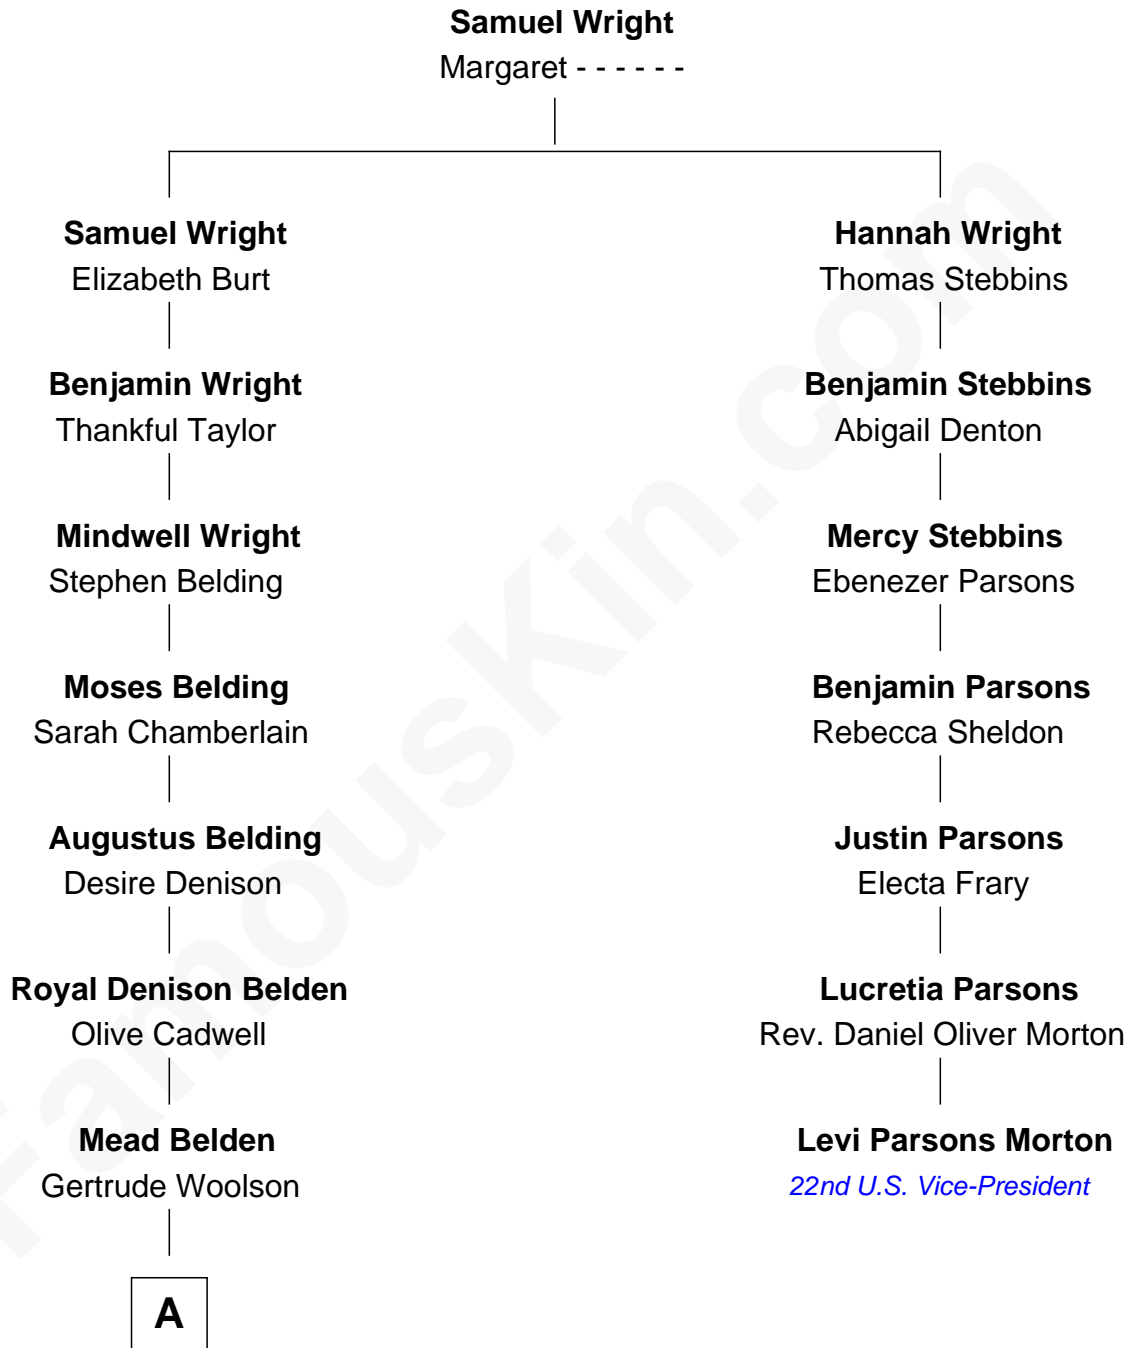 Samuel Wright
Margaret - - - - - -
Samuel Wright
Elizabeth Burt
Hannah Wright
Thomas Stebbins
Benjamin Wright
Thankful Taylor
Benjamin Stebbins
Abigail Denton
Mindwell Wright
Stephen Belding
Mercy Stebbins
Ebenezer Parsons
Moses Belding
Sarah Chamberlain
Benjamin Parsons
Rebecca Sheldon
Augustus Belding
Desire Denison
Justin Parsons
Electa Frary
Royal Denison Belden
Olive Cadwell
Lucretia Parsons
Rev. Daniel Oliver Morton
Mead Belden
Gertrude Woolson
Levi Parsons Morton
22nd U.S. Vice-President
A
FamousKin.com